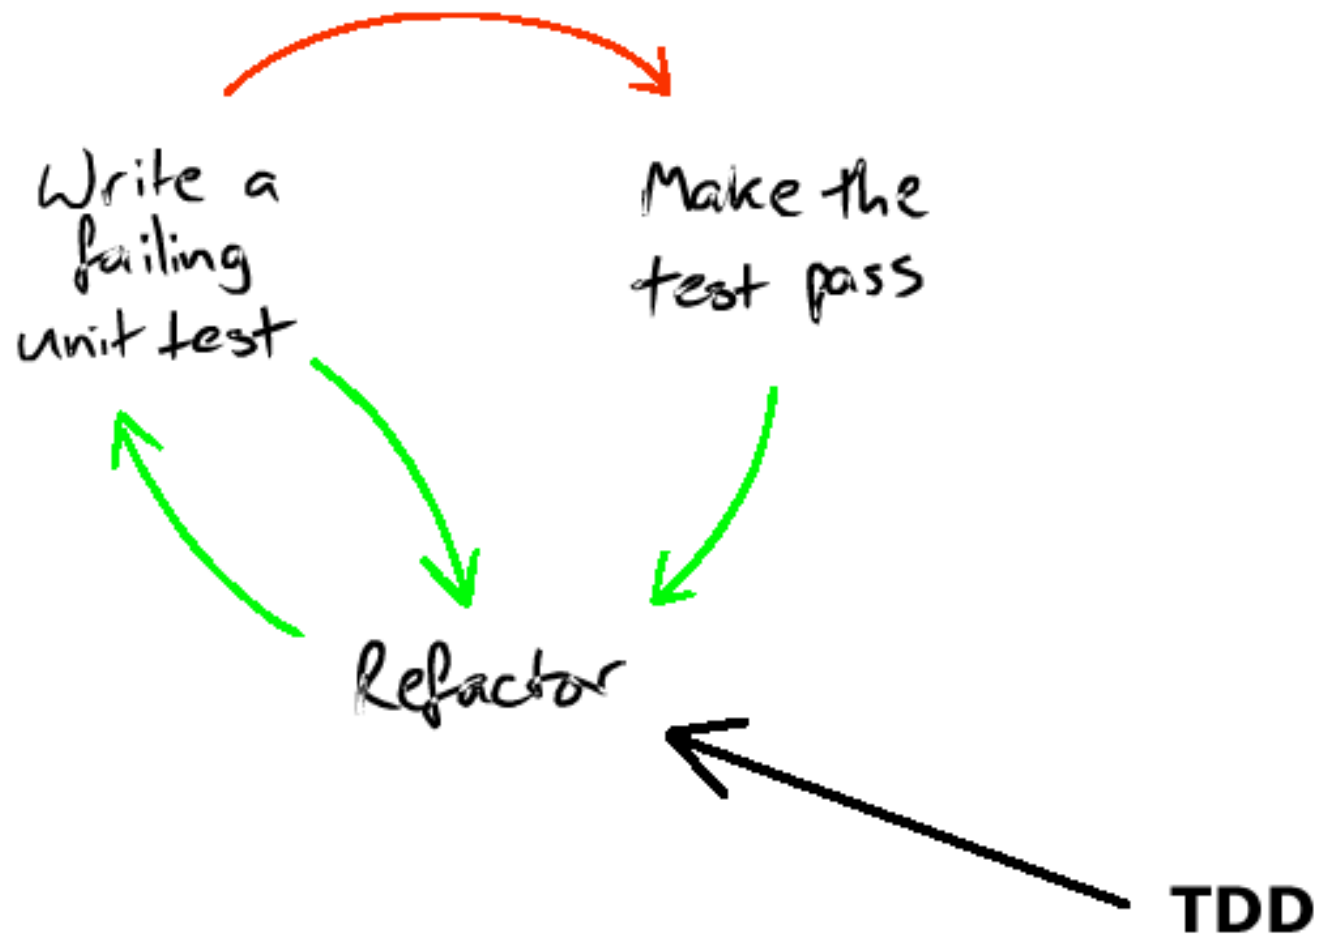 Write a
failing
unit test
Make the
test pass
Refactor
TDD